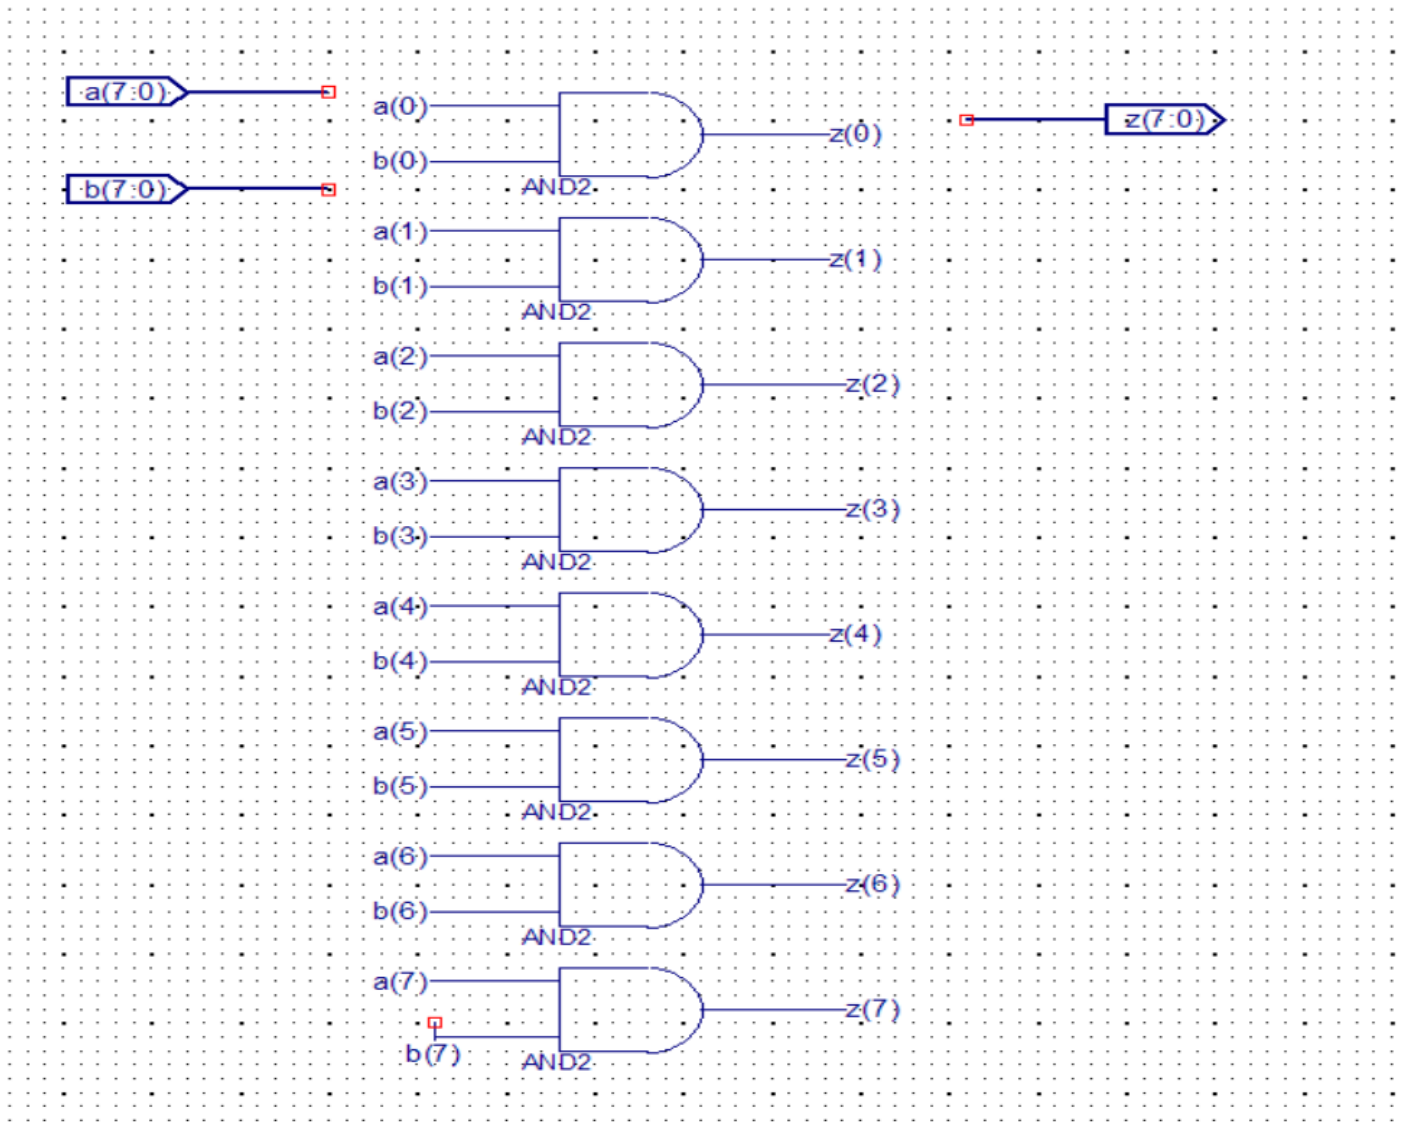 a(7:0)
a(0)
z(0)
z(7:0)
b(7:0)
b(0)
AND2
a(1)
z(1)
b(1)
AND2
a(2)
z(2)
b(2)
AND2
a(3)
z(3)
b(3)
AND2
a(4)
z(4)
b(4)
AND2
a(5)
z(5)
b(5)
AND2
a(6)
z(6)
b(6)
AND2
a(7)
z(7)
b(7)
AND2